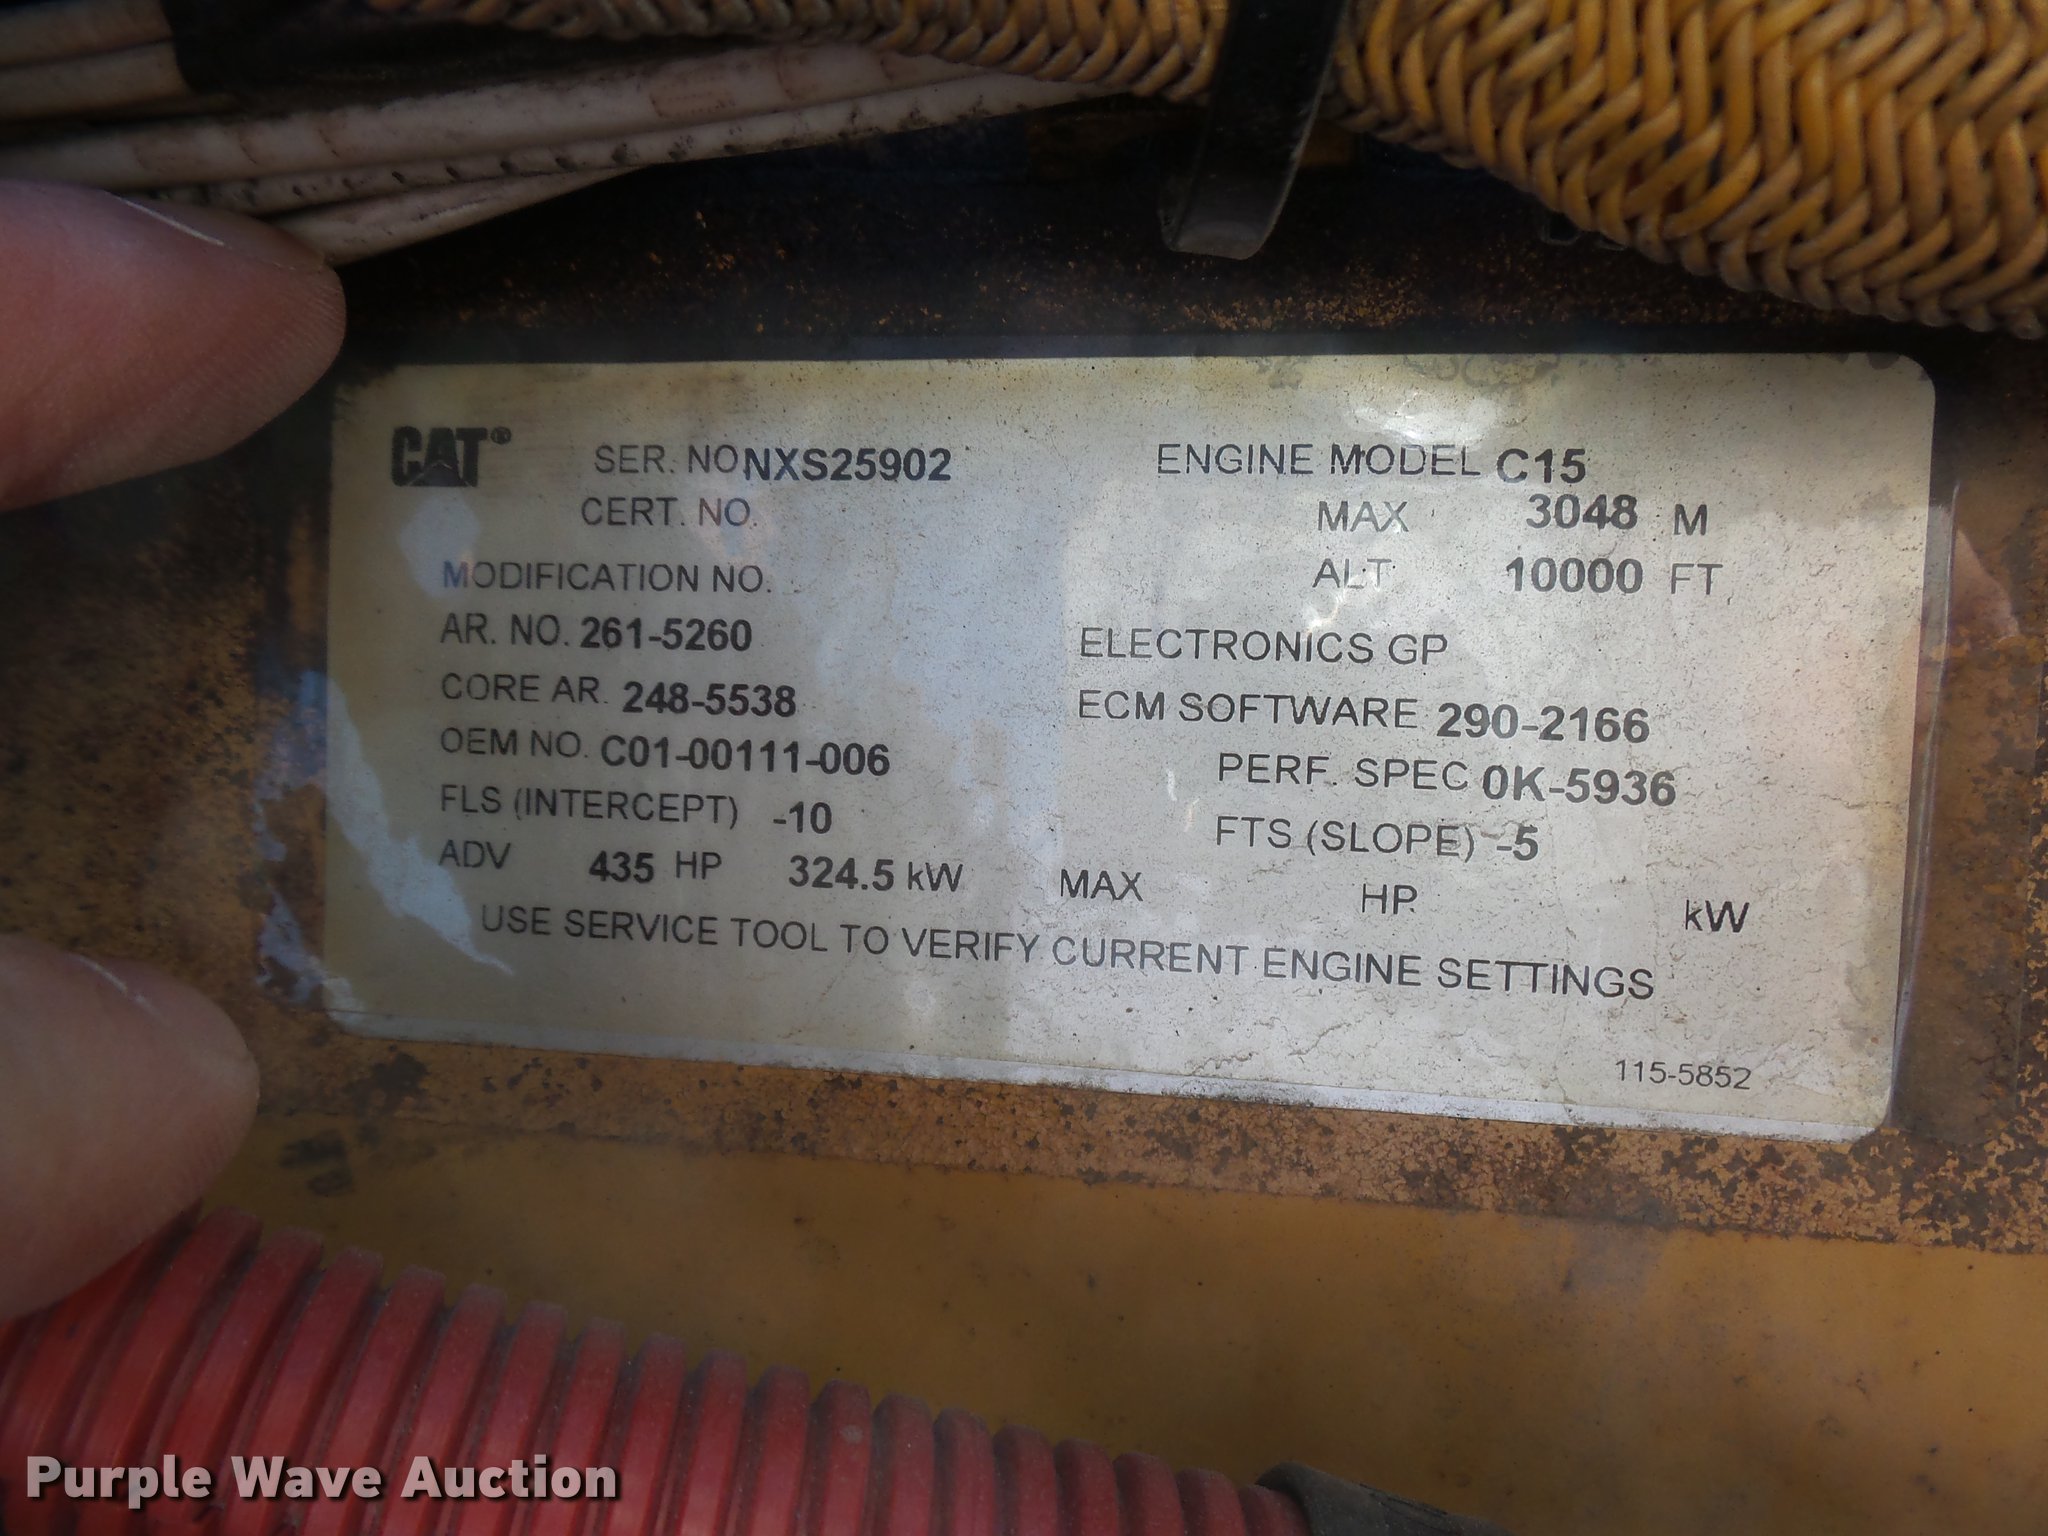 CAT® SER. NO NXS25902 ENGINE MODEL C15
CERT. NO. MAX 3048 M
MODIFICATION NO. ALT 10000 FT
AR. NO. 261-5260 ELECTRONICS GP
CORE AR. 248-5538 ECM SOFTWARE 290-2166
OEM NO. C01-00111-006 PERF. SPEC 0K-5936
FLS (INTERCEPT) -10 FTS (SLOPE) -5
ADV 435 HP 324.5 kW MAX HP kW
USE SERVICE TOOL TO VERIFY CURRENT ENGINE SETTINGS
115-5852
Purple Wave Auction